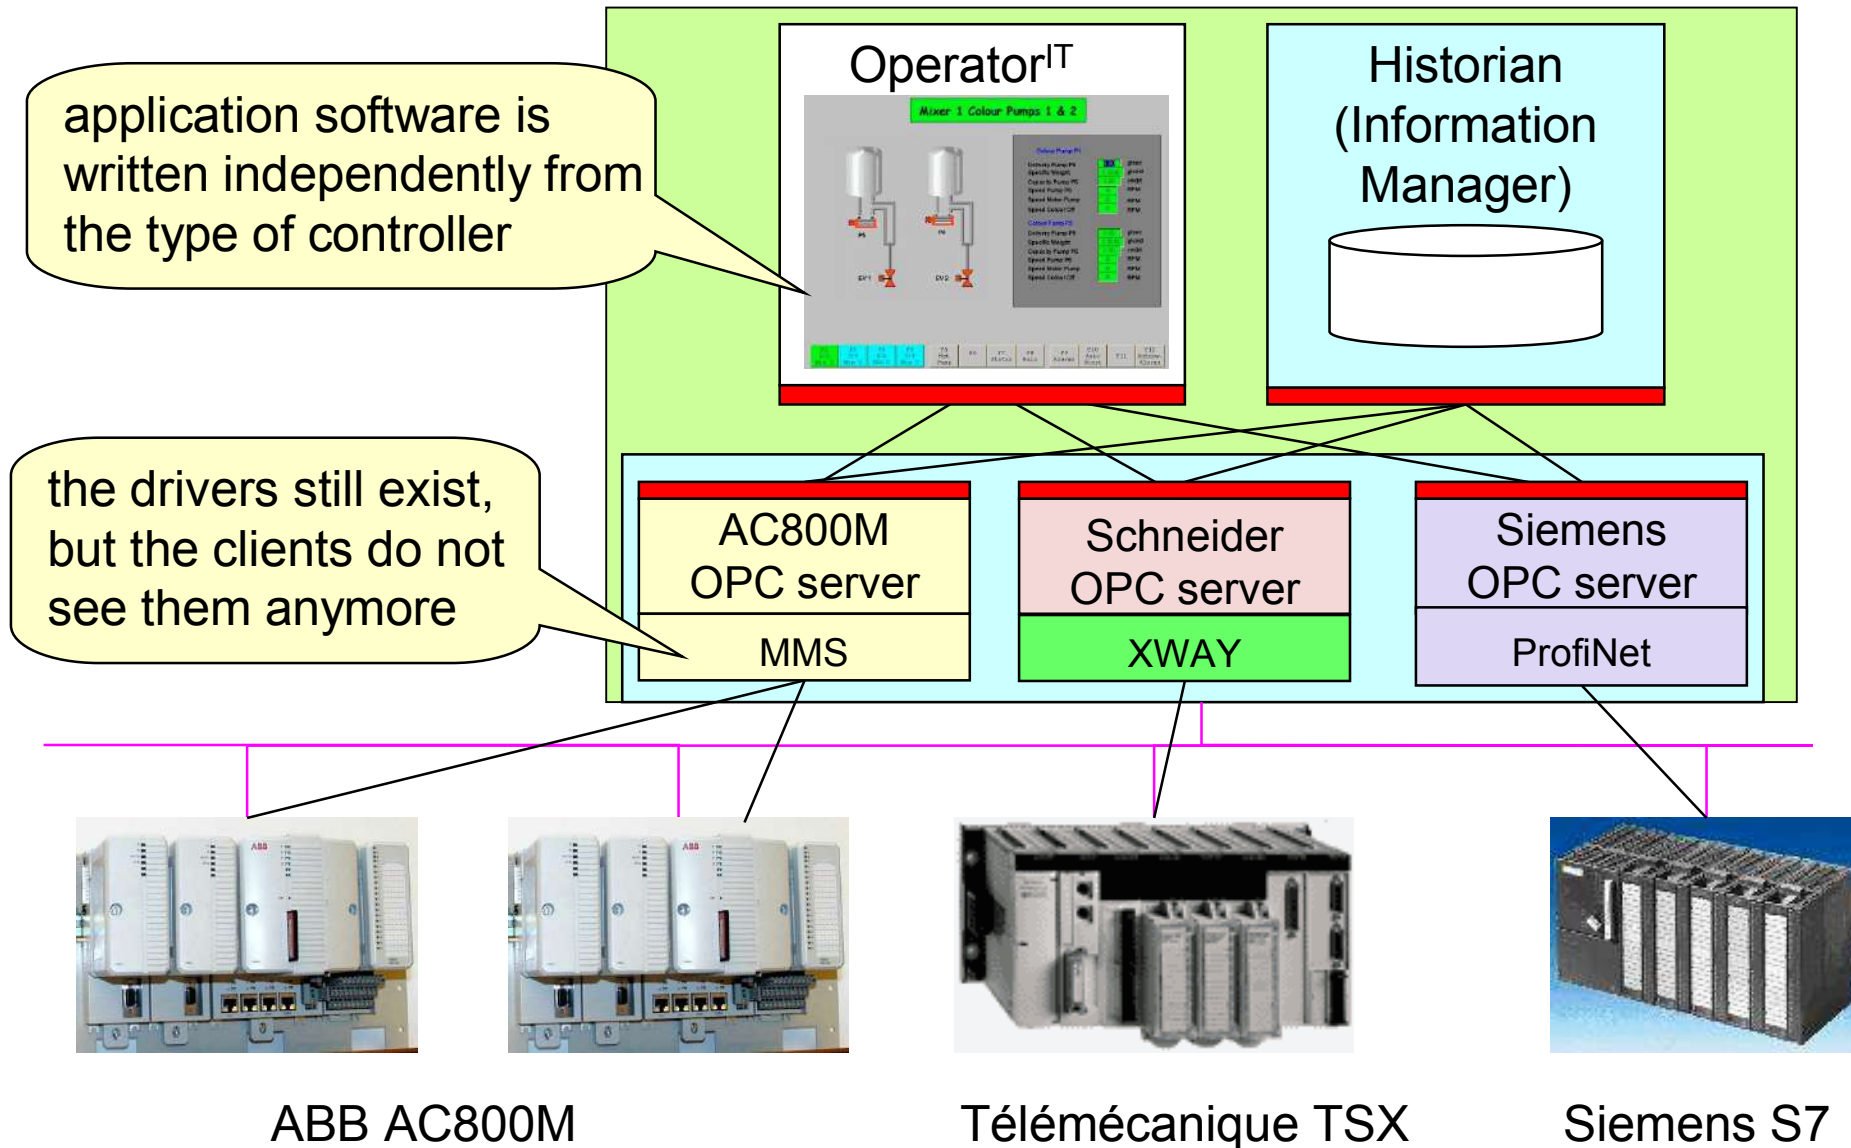 Operator^IT
Historian
(Information
Manager)
application software is
written independently from
the type of controller
Mixer 1 Colour Pumps 1 & 2
the drivers still exist,
but the clients do not
see them anymore
AC800M
OPC server
MMS
Schneider
OPC server
XWAY
Siemens
OPC server
ProfiNet
ABB
ABB
ABB AC800M
Télémécanique TSX
Siemens S7